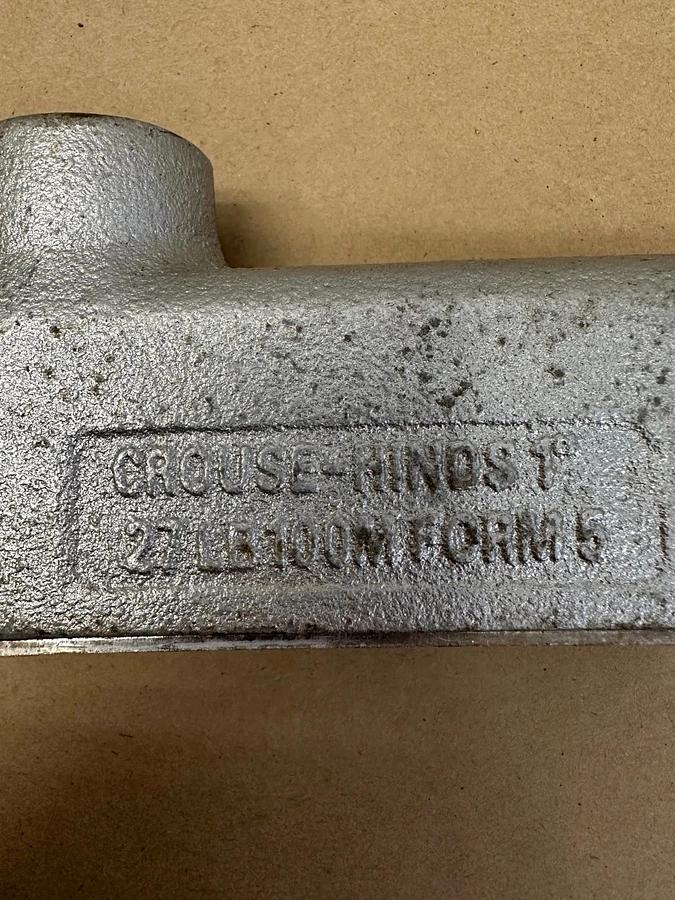 CROUSE-HINDS 1"
27 LB100M FORM 5